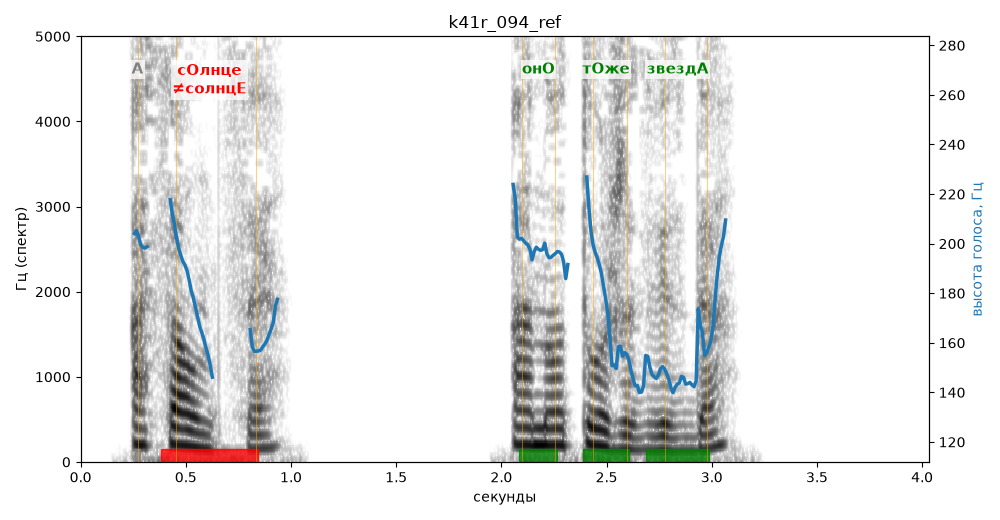 k41r_094_ref
5000
4000
3000
2000
1000
0
Гц (спектр)
А
сОлнце
≠солнцЕ
онО
тОже
звездА
280
260
240
220
200
180
160
140
120
высота голоса, Гц
0.0 0.5 1.0 1.5 2.0 2.5 3.0 3.5 4.0
секунды